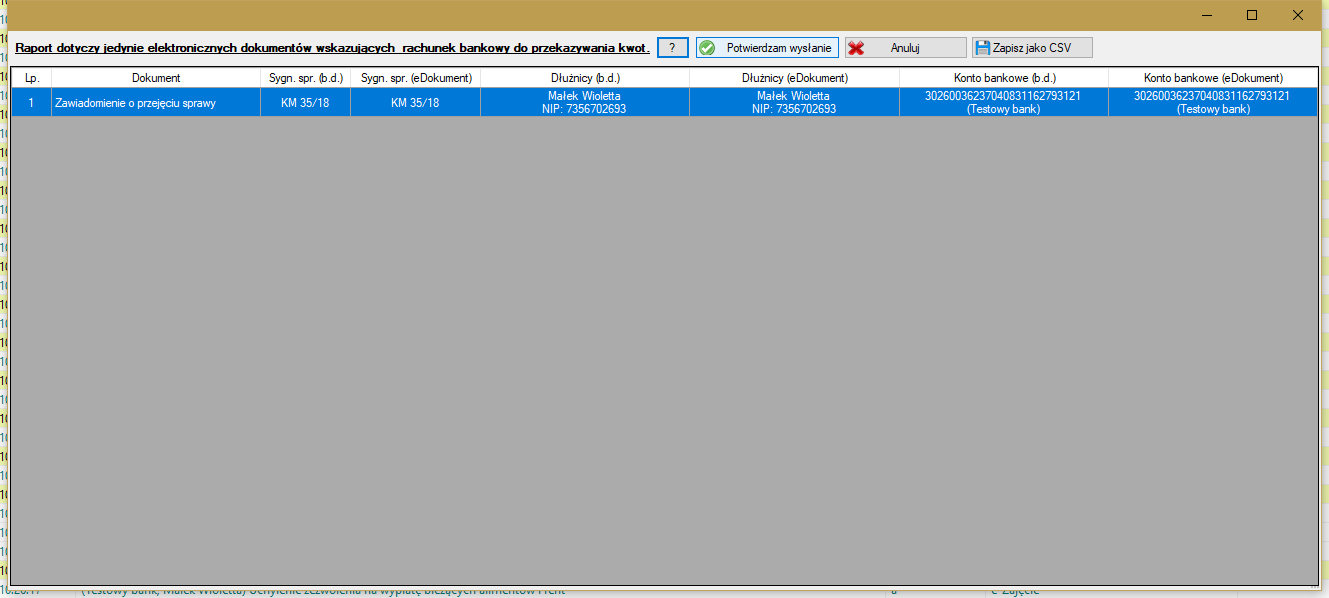 Raport dotyczy jedynie elektronicznych dokumentów wskazujących rachunek bankowy do przekazywania kwot. ? Potwierdzam wysłanie Anuluj Zapisz jako CSV
Lp. Dokument Sygn. spr. (b.d.) Sygn. spr. (eDokument) Dłużnicy (b.d.) Dłużnicy (eDokument) Konto bankowe (b.d.) Konto bankowe (eDokument)
1 Zawiadomienie o przejęciu sprawy KM 35/18 KM 35/18
Małek Wioletta
NIP: 7356702693
Małek Wioletta
NIP: 7356702693
30260036237040831162793121
(Testowy bank)
30260036237040831162793121
(Testowy bank)
(Testowy bank, Małek Wioletta) Uchylenie zezwolenia na wypłatę bieżących alimentów i rent e-Zajęcie